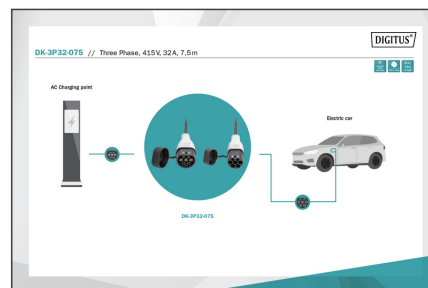 DIGITUS®
DK-3P32-075 // Three Phase, 415V, 32A, 7,5m
AC Charging point
Electric car
DK-3P32-075